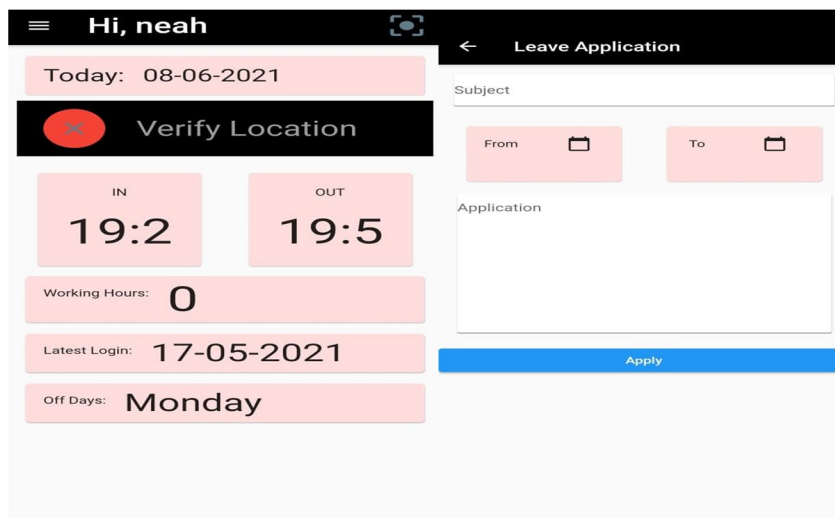 Hi, neah
Today: 08-06-2021
Verify Location
IN
19:2
OUT
19:5
Working Hours: 0
Latest Login: 17-05-2021
Off Days: Monday
Leave Application
Subject
From
To
Application
Apply